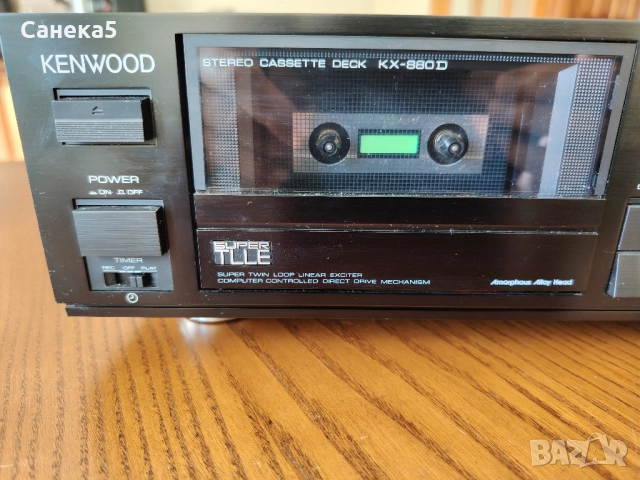 Санека5
KENWOOD
STEREO CASSETTE DECK KX-880D
POWER
ON OFF
TIMER
REC OFF PLAY
SUPER
TLLE
SUPER TWIN LOOP LINEAR EXCITER
COMPUTER CONTROLLED DIRECT DRIVE MECHANISM
Amorphous Alloy Head
BAZAR